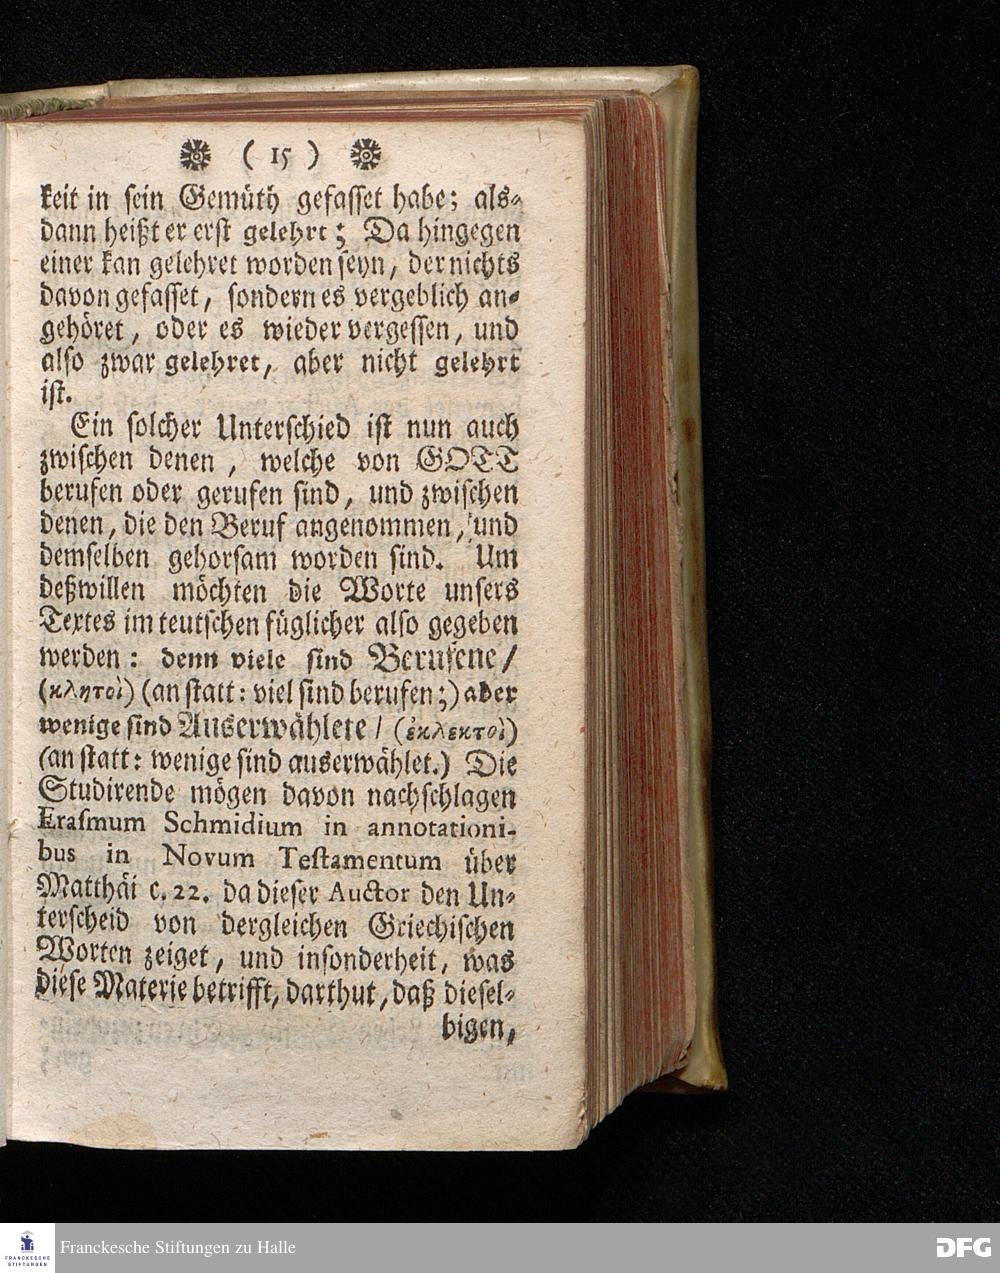 ( 15 )
keit in sein Gemüth gefasset habe; als-
dann heißt er erst gelehrt; Da hingegen
einer kan gelehret worden seyn, der nichts
davon gefasset, sondern es vergeblich an-
gehöret, oder es wieder vergessen, und
also zwar gelehret, aber nicht gelehrt
ist.
Ein solcher Unterschied ist nun auch
zwischen denen, welche von GOTT
berufen oder gerufen sind, und zwischen
denen, die den Beruf angenommen, und
demselben gehorsam worden sind. Um
deßwillen möchten die Worte unsers
Textes im teutschen füglicher also gegeben
werden: denn viele sind Berufene/
(κλητοὶ) (an statt: viel sind berufen;) aber
wenige sind Auserwählete/ (ἐκλεκτοὶ)
(an statt: wenige sind auserwählet.) Die
Studirende mögen davon nachschlagen
Erasmum Schmidium in annotationi-
bus in Novum Testamentum über
Matthäi c. 22. da dieser Auctor den Un-
terscheid von dergleichen Griechischen
Worten zeiget, und insonderheit, was
diese Materie betrifft, darthut, daß diesel-
bigen,
FRANCKESCHE
STIFTUNGEN
Franckesche Stiftungen zu Halle
DFG